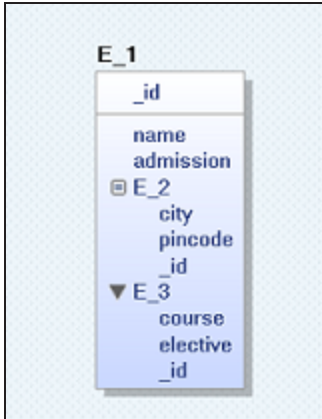 E_1
_id
name
admission
E_2
city
pincode
_id
E_3
course
elective
_id